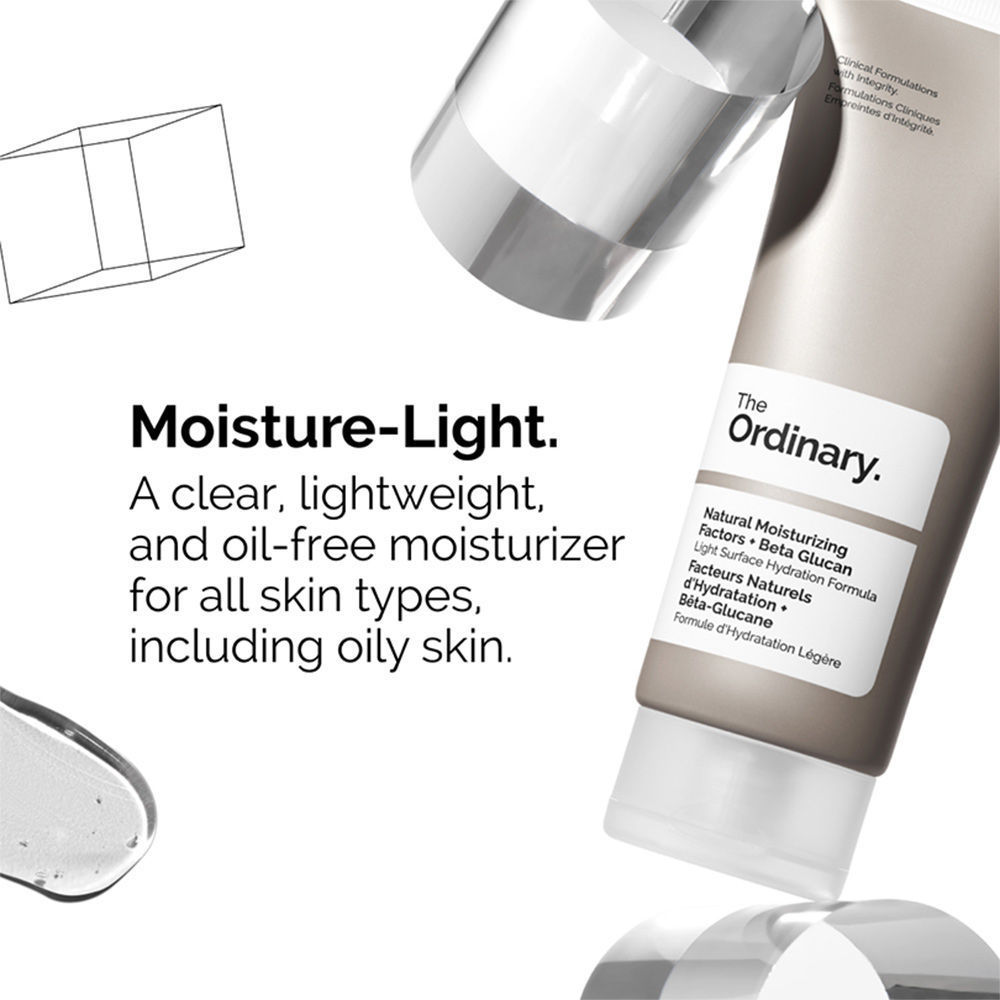 Clinical Formulations
with Integrity.
Formulations Cliniques
Empreintes d'Intégrité.
Moisture-Light.
A clear, lightweight,
and oil-free moisturizer
for all skin types,
including oily skin.
The
Ordinary.
Natural Moisturizing
Factors + Beta Glucan
Light Surface Hydration Formula
Facteurs Naturels
d'Hydratation +
Bêta-Glucane
Formule d'Hydratation Légère